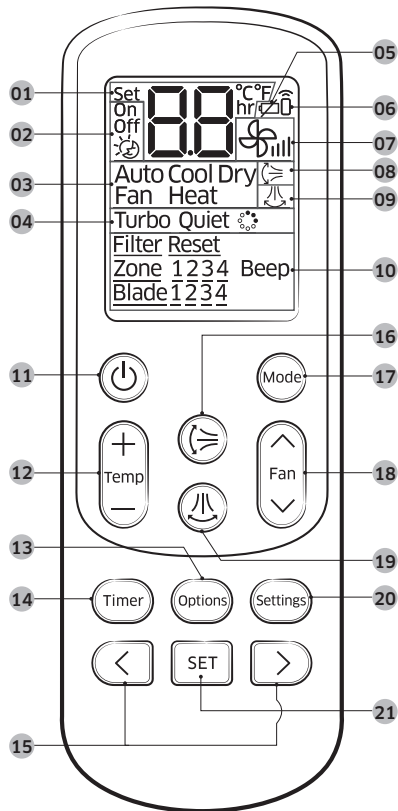 01 Set 88 °C°F 05
On hr 06
02 Off 07
03 Auto Cool Dry 08
Fan Heat 09
04 Turbo Quiet
Filter Reset
Zone 1234 Beep 10
Blade 1234
16
11 Mode 17
12 + Temp − Fan 18
13 19
14 Timer Options Settings 20
< SET >
15 21